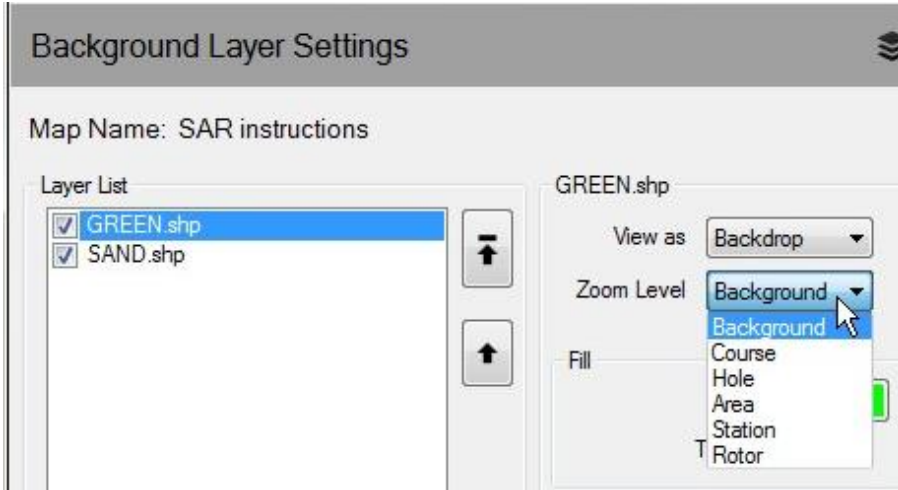 Background Layer Settings
Map Name: SAR instructions
Layer List
GREEN.shp
SAND.shp
GREEN.shp
View as Backdrop
Zoom Level Background
Background
Course
Hole
Area
Station
Rotor
Fill